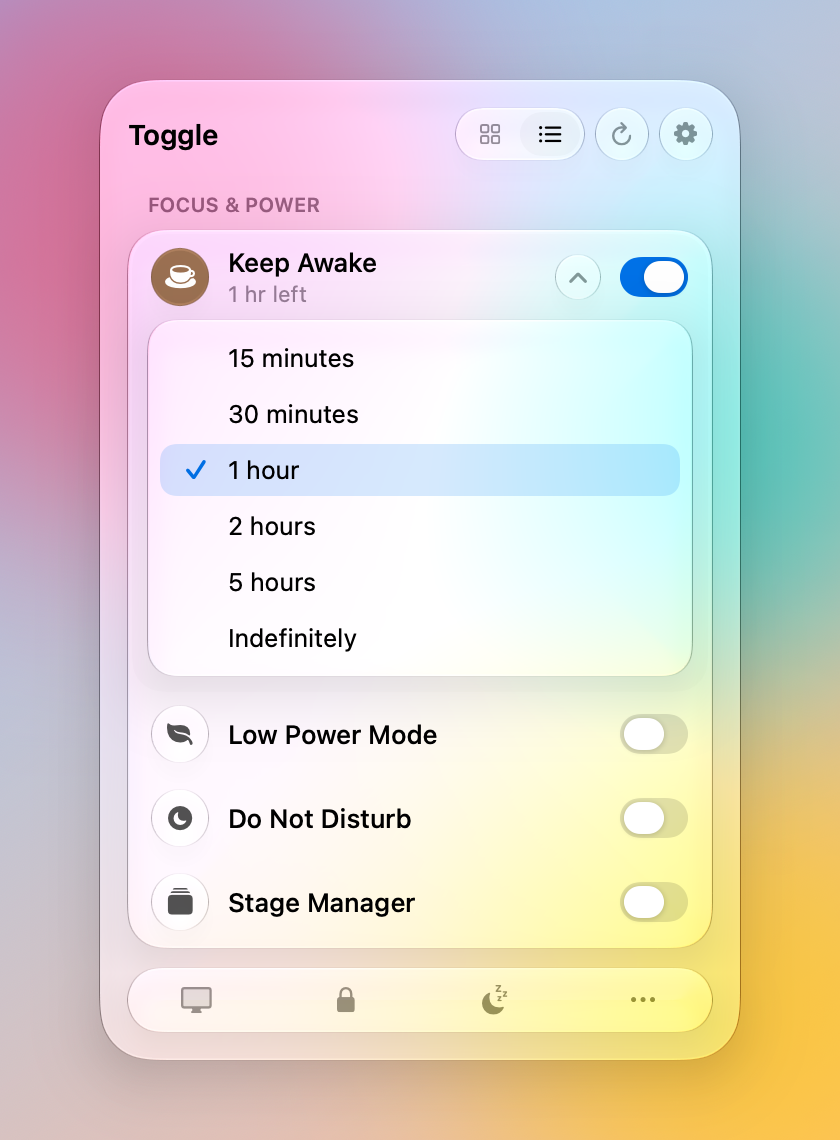 Toggle
FOCUS & POWER
Keep Awake
1 hr left
15 minutes
30 minutes
1 hour
2 hours
5 hours
Indefinitely
Low Power Mode
Do Not Disturb
Stage Manager
zzz